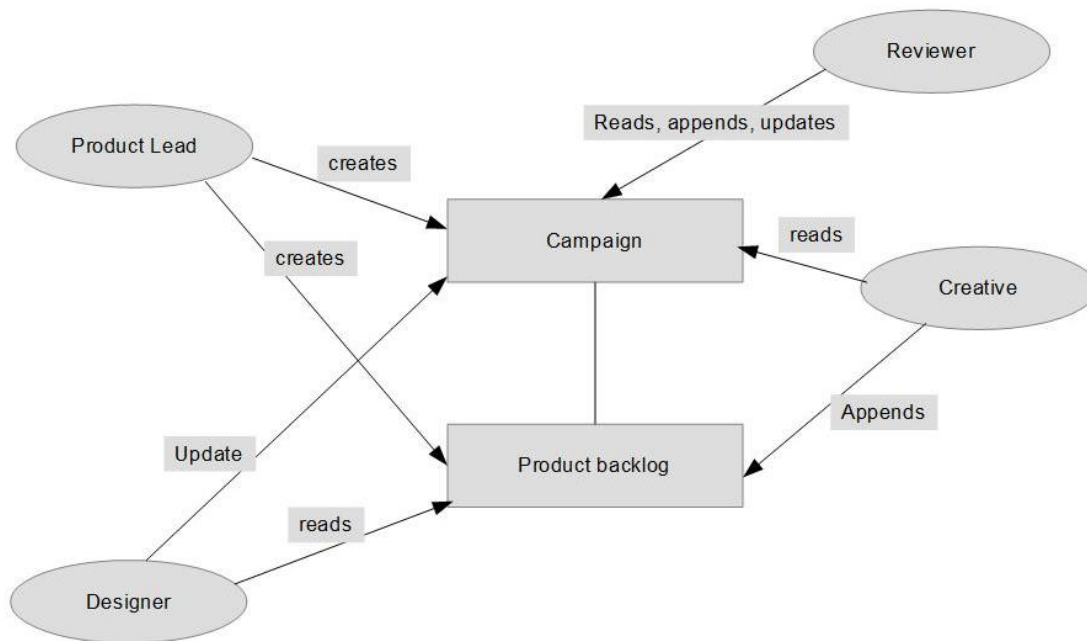 Reviewer
Product Lead
Reads, appends, updates
creates
Campaign
reads
creates
Creative
Appends
Update
Product backlog
reads
Designer